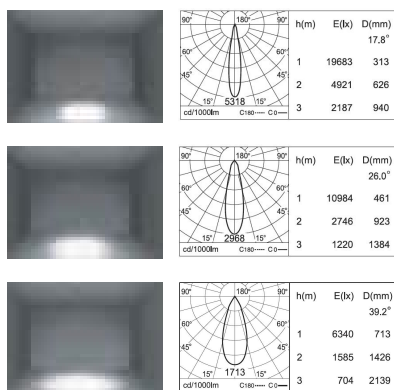 90° 180° 90° h(m) E(lx) D(mm)
17.8°
60° 60°
1 19683 313
45° 45°
2 4921 626
15° 5318 15°
3 2187 940
cd/1000lm C180----- C0—
90° 180° 90° h(m) E(lx) D(mm)
26.0°
60° 60°
1 10984 461
45° 45°
2 2746 923
15° 2968 15°
3 1220 1384
cd/1000lm C180----- C0—
90° 180° 90° h(m) E(lx) D(mm)
39.2°
60° 60°
1 6340 713
45° 45°
2 1585 1426
15° 1713 15°
3 704 2139
cd/1000lm C180----- C0—